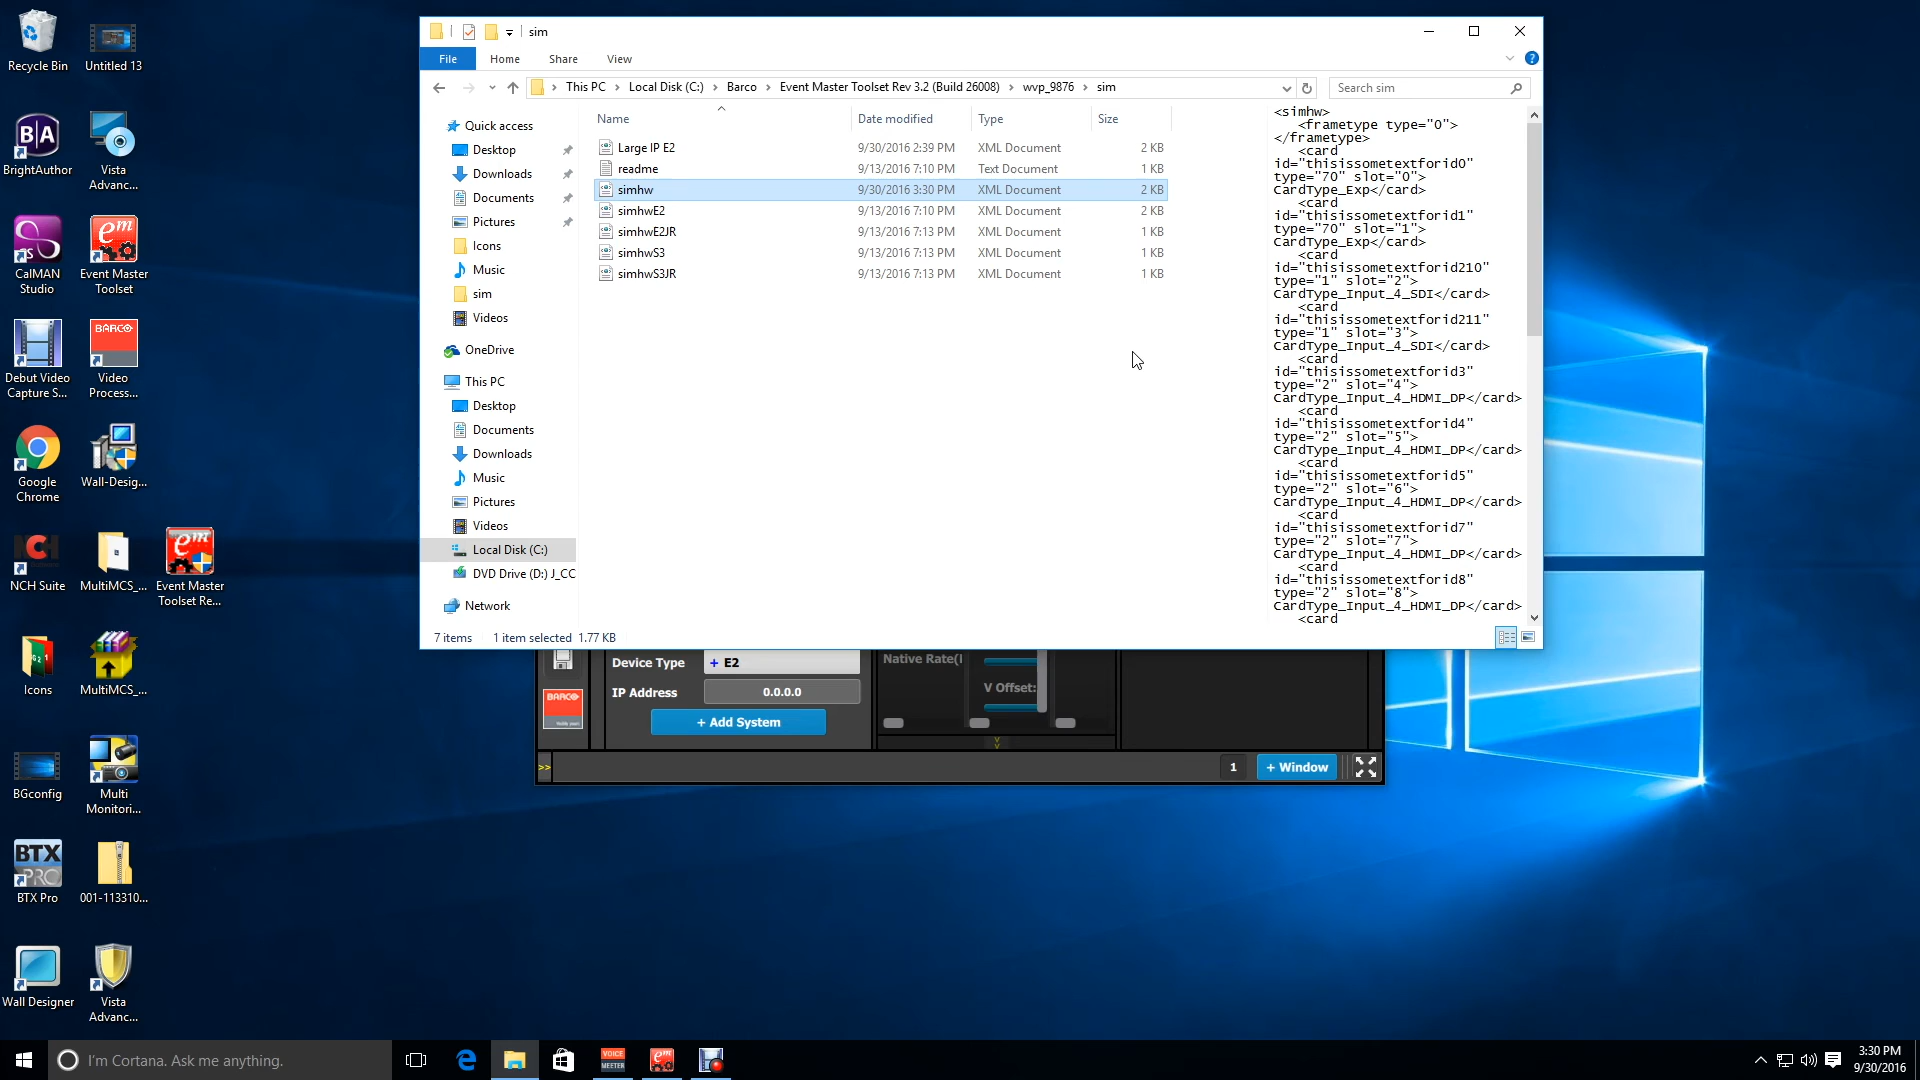 Recycle Bin
Untitled 13
BrightAuthor
Vista
Advanc...
CalMAN
Studio
Event Master
Toolset
Debut Video
Capture S...
BARCO
Video
Process...
Google
Chrome
Wall-Desig...
NCH Suite
MultiMCS_...
Event Master
Toolset Re...
Icons
MultiMCS_...
BGconfig
Multi
Monitori...
BTX
PRO
BTX Pro
001-113310...
Wall Designer
Vista
Advanc...
sim
File
Home
Share
View
This PC
Local Disk (C:)
Barco
Event Master Toolset Rev 3.2 (Build 26008)
wvp_9876
sim
Search sim
Quick access
Desktop
Downloads
Documents
Pictures
Icons
Music
sim
Videos
OneDrive
This PC
Desktop
Documents
Downloads
Music
Pictures
Videos
Local Disk (C:)
DVD Drive (D:) J_CC
Network
Name Date modified Type Size
Large IP E2 9/30/2016 2:39 PM XML Document 2 KB
readme 9/13/2016 7:10 PM Text Document 1 KB
simhw 9/30/2016 3:30 PM XML Document 2 KB
simhwE2 9/13/2016 7:10 PM XML Document 2 KB
simhwE2JR 9/13/2016 7:13 PM XML Document 1 KB
simhwS3 9/13/2016 7:13 PM XML Document 1 KB
simhwS3JR 9/13/2016 7:13 PM XML Document 1 KB
<simhw>
<frametype type="0">
</frametype>
<card
id="thisissometextforid0"
type="70" slot="0">
CardType_Exp</card>
<card
id="thisissometextforid1"
type="70" slot="1">
CardType_Exp</card>
<card
id="thisissometextforid210"
type="1" slot="2">
CardType_Input_4_SDI</card>
<card
id="thisissometextforid211"
type="1" slot="3">
CardType_Input_4_SDI</card>
<card
id="thisissometextforid3"
type="2" slot="4">
CardType_Input_4_HDMI_DP</card>
<card
id="thisissometextforid4"
type="2" slot="5">
CardType_Input_4_HDMI_DP</card>
<card
id="thisissometextforid5"
type="2" slot="6">
CardType_Input_4_HDMI_DP</card>
<card
id="thisissometextforid7"
type="2" slot="7">
CardType_Input_4_HDMI_DP</card>
<card
id="thisissometextforid8"
type="2" slot="8">
CardType_Input_4_HDMI_DP</card>
<card
7 items 1 item selected 1.77 KB
BARCO
Device Type + E2
IP Address 0.0.0.0
+ Add System
Native Rate(
V Offset:
>>
1
+ Window
I'm Cortana. Ask me anything.
VOICE
MEETER
em
3:30 PM
9/30/2016